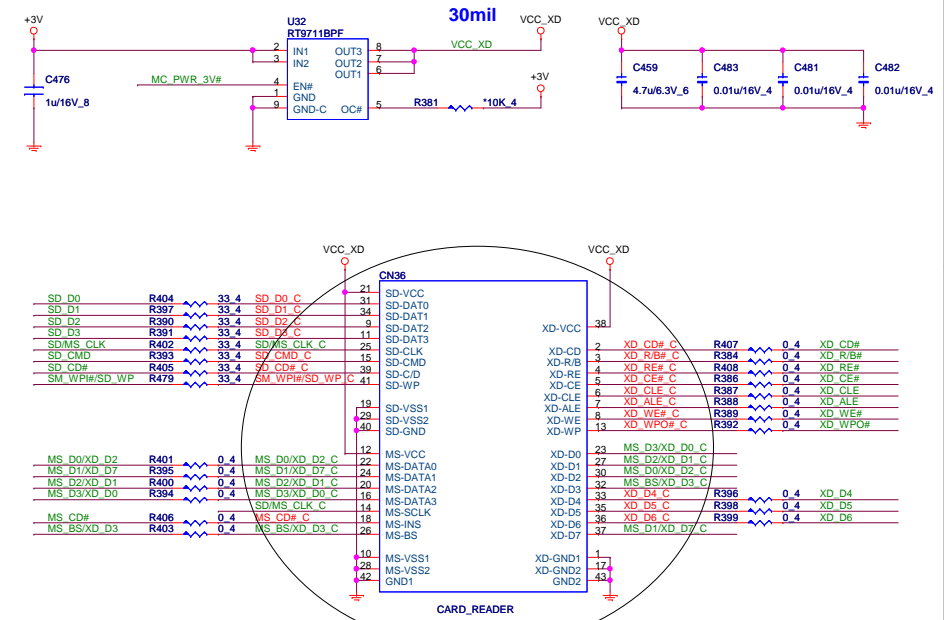 30mil
+3V
U32
RT9711BPF
VCC_XD
VCC_XD
2 IN1
3 IN2
OUT3 8
OUT2 7
OUT1 6
VCC_XD
C476
1u/16V_8
MC_PWR_3V#
4 EN#
1 GND
9 GND-C
OC# 5
R381
*10K_4
+3V
C459
4.7u/6.3V_6
C483
0.01u/16V_4
C481
0.01u/16V_4
C482
0.01u/16V_4
VCC_XD
VCC_XD
CN36
21 SD-VCC
SD_D0 R404 33_4 SD_D0_C 31 SD-DAT0
SD_D1 R397 33_4 SD_D1_C 34 SD-DAT1
SD_D2 R390 33_4 SD_D2_C 9 SD-DAT2
SD_D3 R391 33_4 SD_D3_C 11 SD-DAT3
SD/MS_CLK R402 33_4 SD/MS_CLK_C 25 SD-CLK
SD_CMD R393 33_4 SD_CMD_C 15 SD-CMD
SD_CD# R405 33_4 SD_CD#_C 39 SD-C/D
SM_WPI#/SD_WP R479 33_4 SM_WPI#/SD_WP_C 41 SD-WP
19 SD-VSS1
29 SD-VSS2
40 SD-GND
12 MS-VCC
MS_D0/XD_D2 R401 0_4 MS_D0/XD_D2_C 22 MS-DATA0
MS_D1/XD_D7 R395 0_4 MS_D1/XD_D7_C 24 MS-DATA1
MS_D2/XD_D1 R400 0_4 MS_D2/XD_D1_C 20 MS-DATA2
MS_D3/XD_D0 R394 0_4 MS_D3/XD_D0_C 16 MS-DATA3
SD/MS_CLK_C 14 MS-SCLK
MS_CD# R406 0_4 MS_CD#_C 18 MS-INS
MS_BS/XD_D3 R403 0_4 MS_BS/XD_D3_C 26 MS-BS
10 MS-VSS1
28 MS-VSS2
42 GND1
XD-VCC 38
XD-CD 2 XD_CD#_C R407 0_4 XD_CD#
XD-R/B 3 XD_R/B#_C R384 0_4 XD_R/B#
XD-RE 4 XD_RE#_C R408 0_4 XD_RE#
XD-CE 5 XD_CE#_C R386 0_4 XD_CE#
XD-CLE 6 XD_CLE_C R387 0_4 XD_CLE
XD-ALE 7 XD_ALE_C R388 0_4 XD_ALE
XD-WE 8 XD_WE#_C R389 0_4 XD_WE#
XD-WP 13 XD_WPO#_C R392 0_4 XD_WPO#
XD-D0 23 MS_D3/XD_D0_C
XD-D1 27 MS_D2/XD_D1_C
XD-D2 30 MS_D0/XD_D2_C
XD-D3 32 MS_BS/XD_D3_C
XD-D4 33 XD_D4_C R396 0_4 XD_D4
XD-D5 35 XD_D5_C R398 0_4 XD_D5
XD-D6 36 XD_D6_C R399 0_4 XD_D6
XD-D7 37 MS_D1/XD_D7_C
XD-GND1 1
XD-GND2 17
GND2 43
CARD_READER